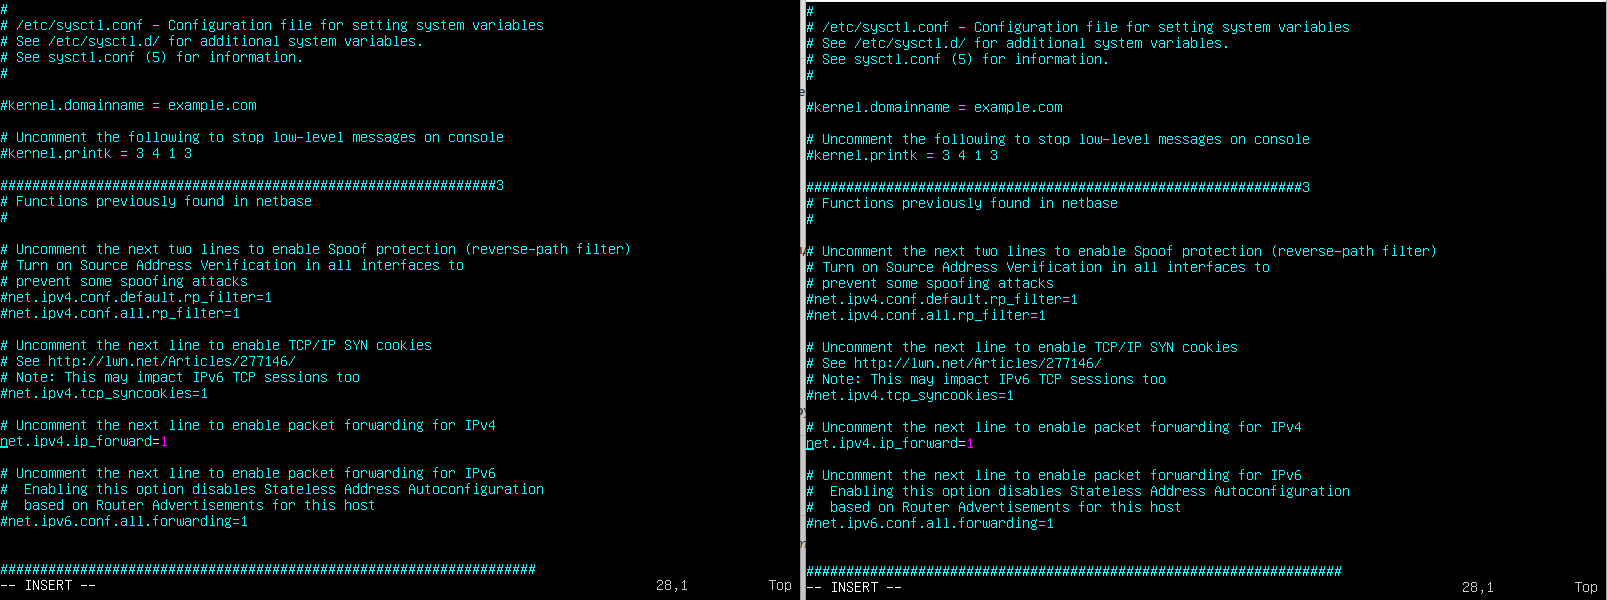 #
# /etc/sysctl.conf - Configuration file for setting system variables
# See /etc/sysctl.d/ for additional system variables.
# See sysctl.conf (5) for information.
#
#kernel.domainname = example.com
# Uncomment the following to stop low-level messages on console
#kernel.printk = 3 4 1 3
##############################################################3
# Functions previously found in netbase
#
# Uncomment the next two lines to enable Spoof protection (reverse-path filter)
# Turn on Source Address Verification in all interfaces to
# prevent some spoofing attacks
#net.ipv4.conf.default.rp_filter=1
#net.ipv4.conf.all.rp_filter=1
# Uncomment the next line to enable TCP/IP SYN cookies
# See http://lwn.net/Articles/277146/
# Note: This may impact IPv6 TCP sessions too
#net.ipv4.tcp_syncookies=1
# Uncomment the next line to enable packet forwarding for IPv4
net.ipv4.ip_forward=1
# Uncomment the next line to enable packet forwarding for IPv6
#  Enabling this option disables Stateless Address Autoconfiguration
#  based on Router Advertisements for this host
#net.ipv6.conf.all.forwarding=1
###################################################################
-- INSERT -- 28,1 Top
#
# /etc/sysctl.conf - Configuration file for setting system variables
# See /etc/sysctl.d/ for additional system variables.
# See sysctl.conf (5) for information.
#
#kernel.domainname = example.com
# Uncomment the following to stop low-level messages on console
#kernel.printk = 3 4 1 3
##############################################################3
# Functions previously found in netbase
#
# Uncomment the next two lines to enable Spoof protection (reverse-path filter)
# Turn on Source Address Verification in all interfaces to
# prevent some spoofing attacks
#net.ipv4.conf.default.rp_filter=1
#net.ipv4.conf.all.rp_filter=1
# Uncomment the next line to enable TCP/IP SYN cookies
# See http://lwn.net/Articles/277146/
# Note: This may impact IPv6 TCP sessions too
#net.ipv4.tcp_syncookies=1
# Uncomment the next line to enable packet forwarding for IPv4
net.ipv4.ip_forward=1
# Uncomment the next line to enable packet forwarding for IPv6
#  Enabling this option disables Stateless Address Autoconfiguration
#  based on Router Advertisements for this host
#net.ipv6.conf.all.forwarding=1
###################################################################
-- INSERT -- 28,1 Top